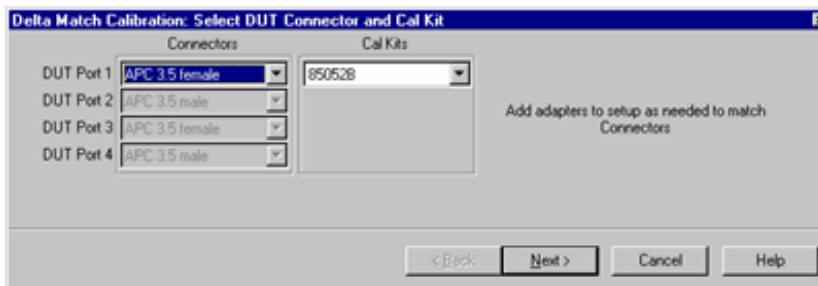 Delta Match Calibration: Select DUT Connector and Cal Kit
Connectors Cal Kits
DUT Port 1 APC 3.5 female 85052B
DUT Port 2 APC 3.5 male
DUT Port 3 APC 3.5 female
DUT Port 4 APC 3.5 male
Add adapters to setup as needed to match
Connectors
< Back Next > Cancel Help